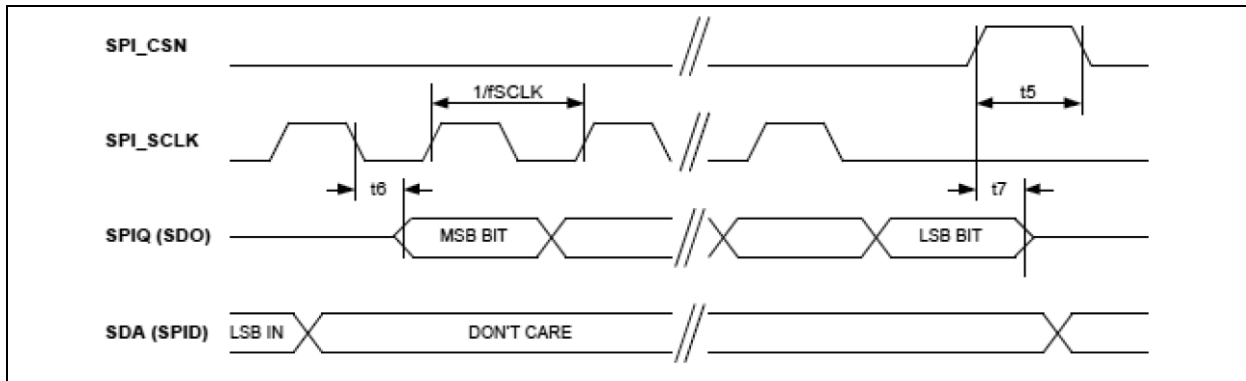 SPI_CSN
1/fSCLK
t5
SPI_SCLK
t6
t7
SPIQ (SDO)
MSB BIT
LSB BIT
SDA (SPID)
LSB IN
DON'T CARE